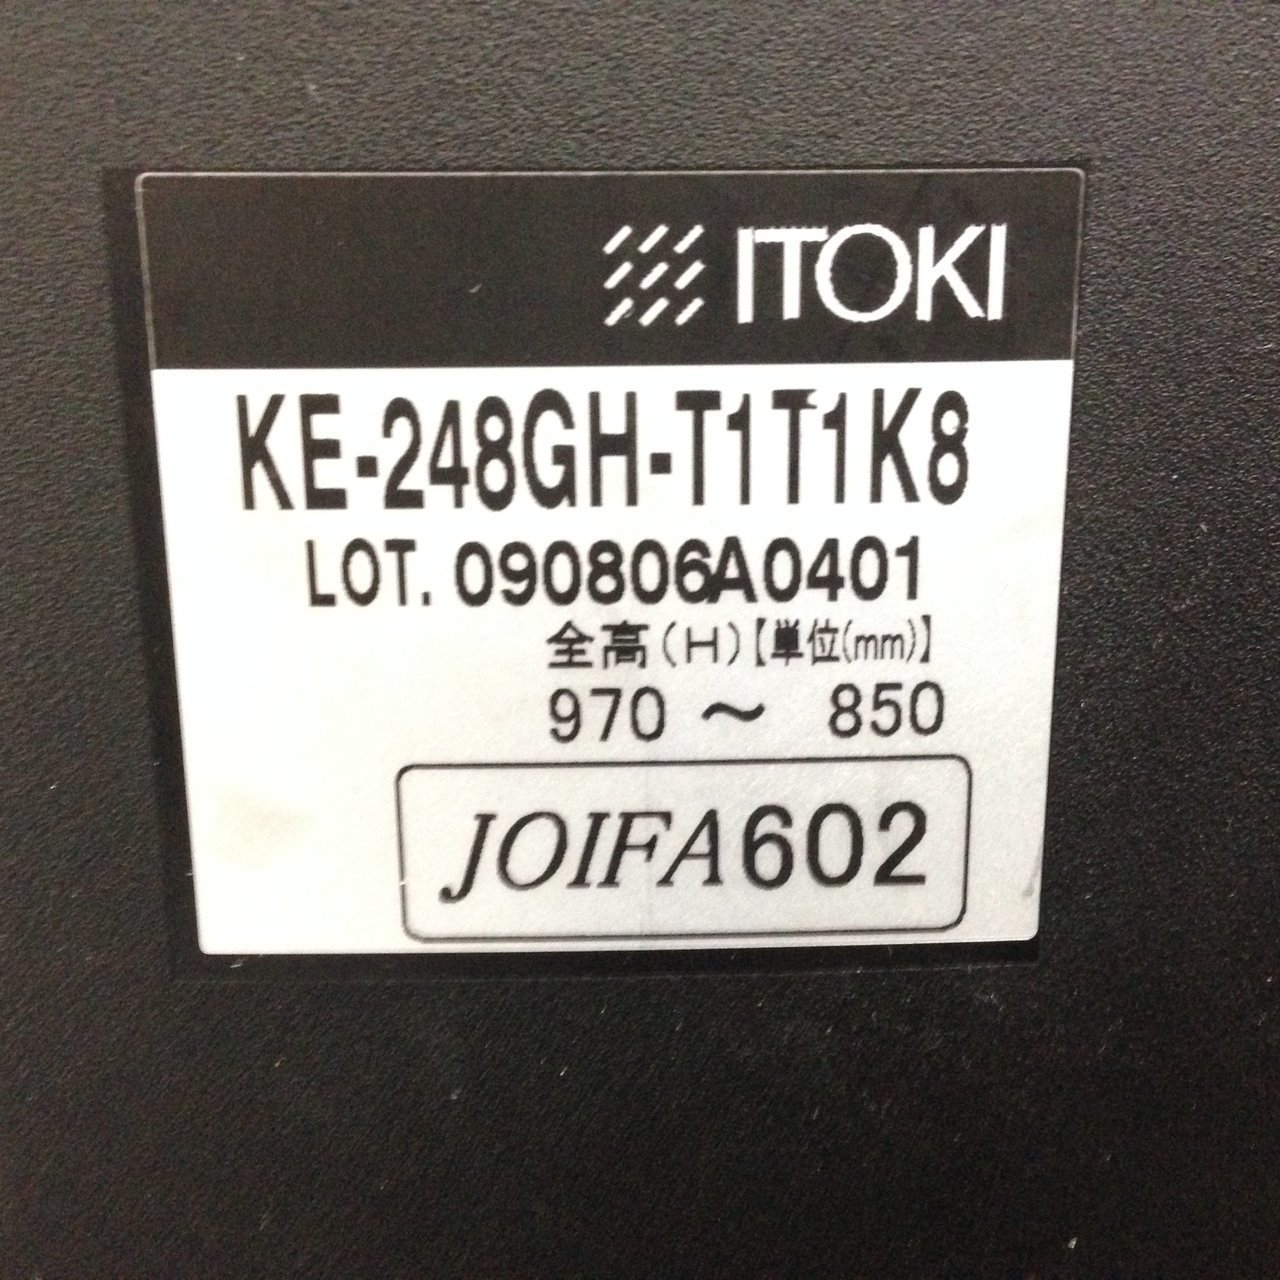 ITOKI
KE-248GH-T1T1K8
LOT. 090806A0401
全高(H)【単位(mm)】
970 ～ 850
JOIFA602